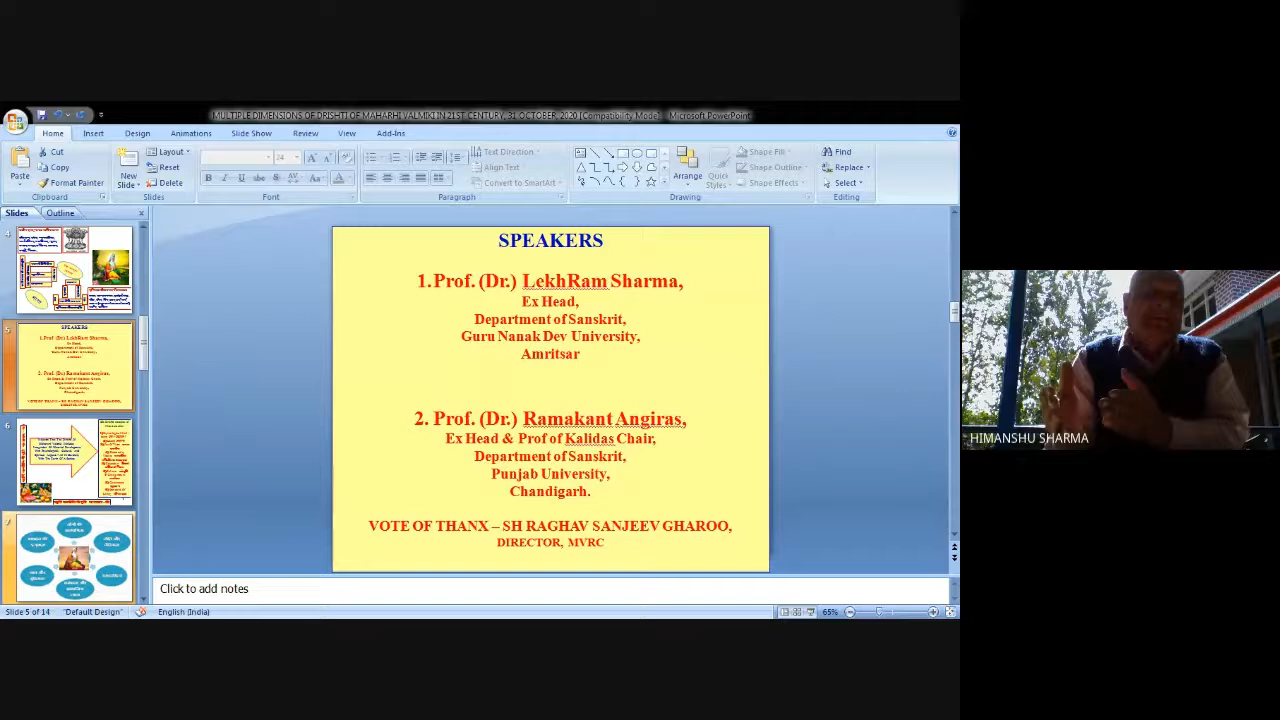 MULTIPLE DIMENSIONS OF DRISHTI OF MAHARHI VALMIKI IN 21ST CENTURY, 31 OCTOBER, 2020 [Compatibility Mode] - Microsoft PowerPoint
Home Insert Design Animations Slide Show Review View Add-Ins
Paste
Cut
Copy
Format Painter
Clipboard
New Slide
Layout
Reset
Delete
Slides
24
Font
Paragraph
Text Direction
Align Text
Convert to SmartArt
Arrange
Quick Styles
Shape Fill
Shape Outline
Shape Effects
Drawing
Find
Replace
Select
Editing
Slides Outline
4
5
6
7
SPEAKERS
1.Prof. (Dr.) LekhRam Sharma,
Ex Head,
Department of Sanskrit,
Guru Nanak Dev University,
Amritsar
2. Prof. (Dr.) Ramakant Angiras,
Ex Head & Prof of Kalidas Chair,
Department of Sanskrit,
Punjab University,
Chandigarh.
VOTE OF THANX – SH RAGHAV SANJEEV GHAROO,
DIRECTOR, MVRC
Click to add notes
Slide 5 of 14 "Default Design" English (India) 65%
HIMANSHU SHARMA